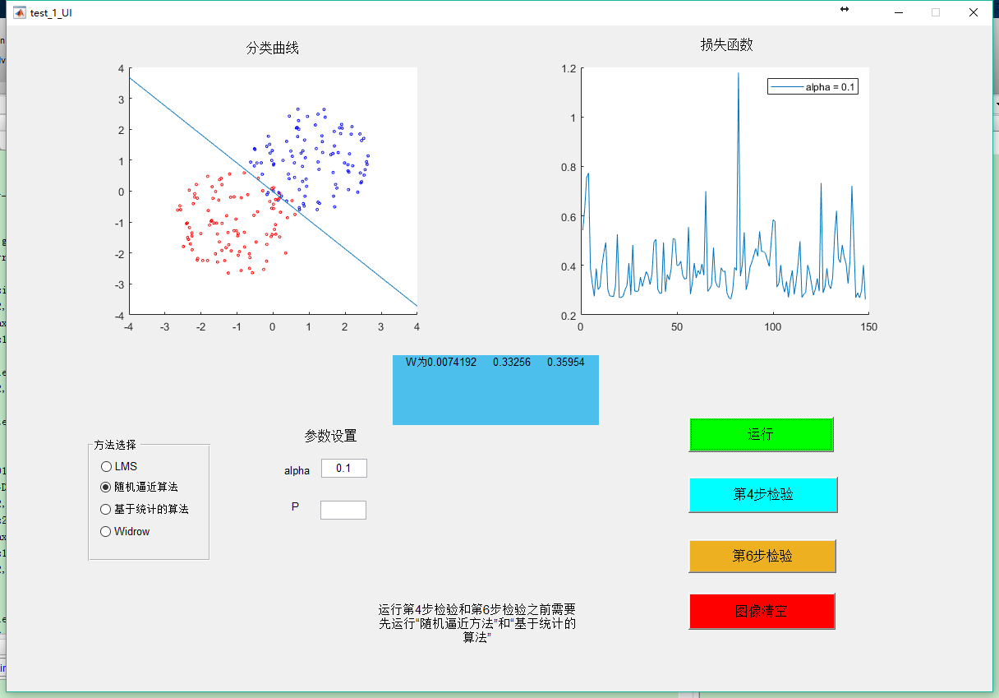 test_1_UI
分类曲线
损失函数
4
3
2
1
0
-1
-2
-3
-4
-4
-3
-2
-1
0
1
2
3
4
1.2
1
0.8
0.6
0.4
0.2
0
50
100
150
alpha = 0.1
W为0.0074192 0.33256 0.35954
参数设置
alpha
0.1
P
方法选择
LMS
随机逼近算法
基于统计的算法
Widrow
运行
第4步检验
第6步检验
图像清空
运行第4步检验和第6步检验之前需要
先运行“随机逼近方法”和“基于统计的
算法”